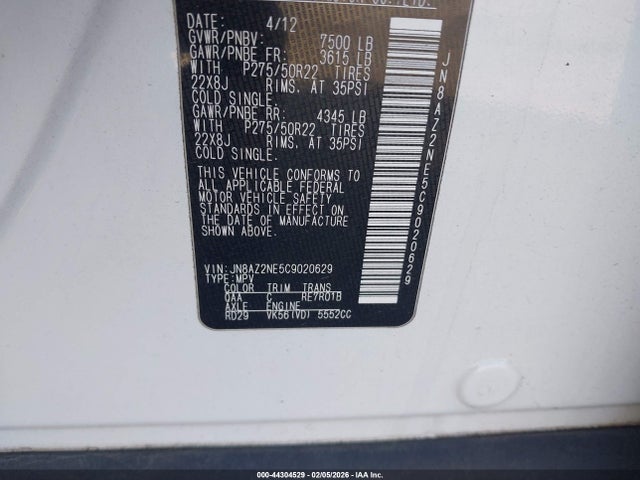 DATE: 4/12
GVWR/PNBV: 7500 LB
GAWR/PNBE FR: 3615 LB
WITH P275/50R22 TIRES
22X8J RIMS, AT 35PSI
COLD SINGLE.
GAWR/PNBE RR: 4345 LB
WITH P275/50R22 TIRES
22X8J RIMS, AT 35PSI
COLD SINGLE.
THIS VEHICLE CONFORMS TO
ALL APPLICABLE FEDERAL
MOTOR VEHICLE SAFETY
STANDARDS IN EFFECT ON
THE DATE OF MANUFACTURE
SHOWN ABOVE.
VIN: JN8AZ2NE5C9020629
TYPE: MPV
COLOR TRIM TRANS
QAA C RE7R01B
AXLE ENGINE
RD29 VK56(VD) 5552CC
JN8AZ2NE5C9020629
000-44304529 - 02/05/2026 - IAA Inc.